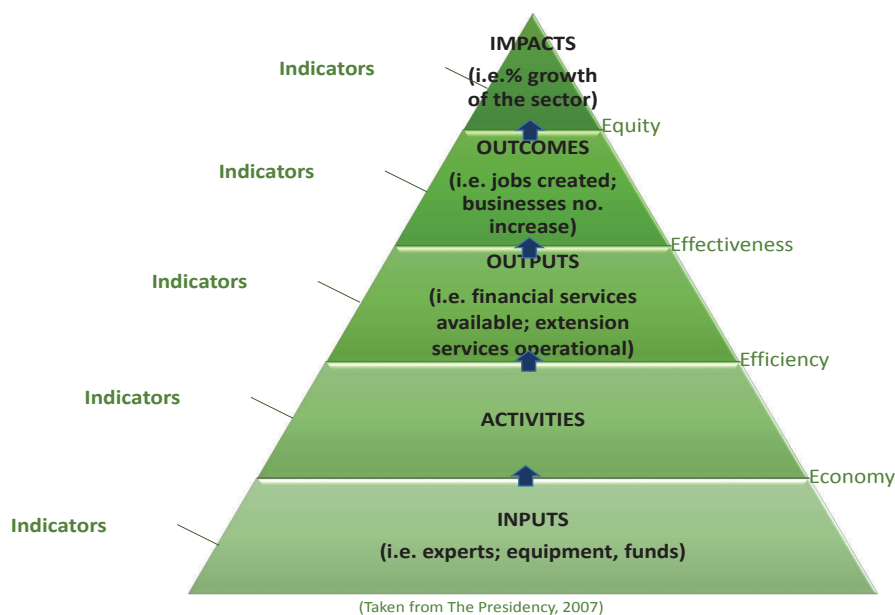 IMPACTS
Indicators
(i.e.% growth
of the sector)
Equity
OUTCOMES
Indicators
(i.e. jobs created;
businesses no.
increase)
Effectiveness
OUTPUTS
Indicators
(i.e. financial services
available; extension
services operational)
Efficiency
Indicators
ACTIVITIES
Economy
INPUTS
Indicators
(i.e. experts; equipment, funds)
(Taken from The Presidency, 2007)